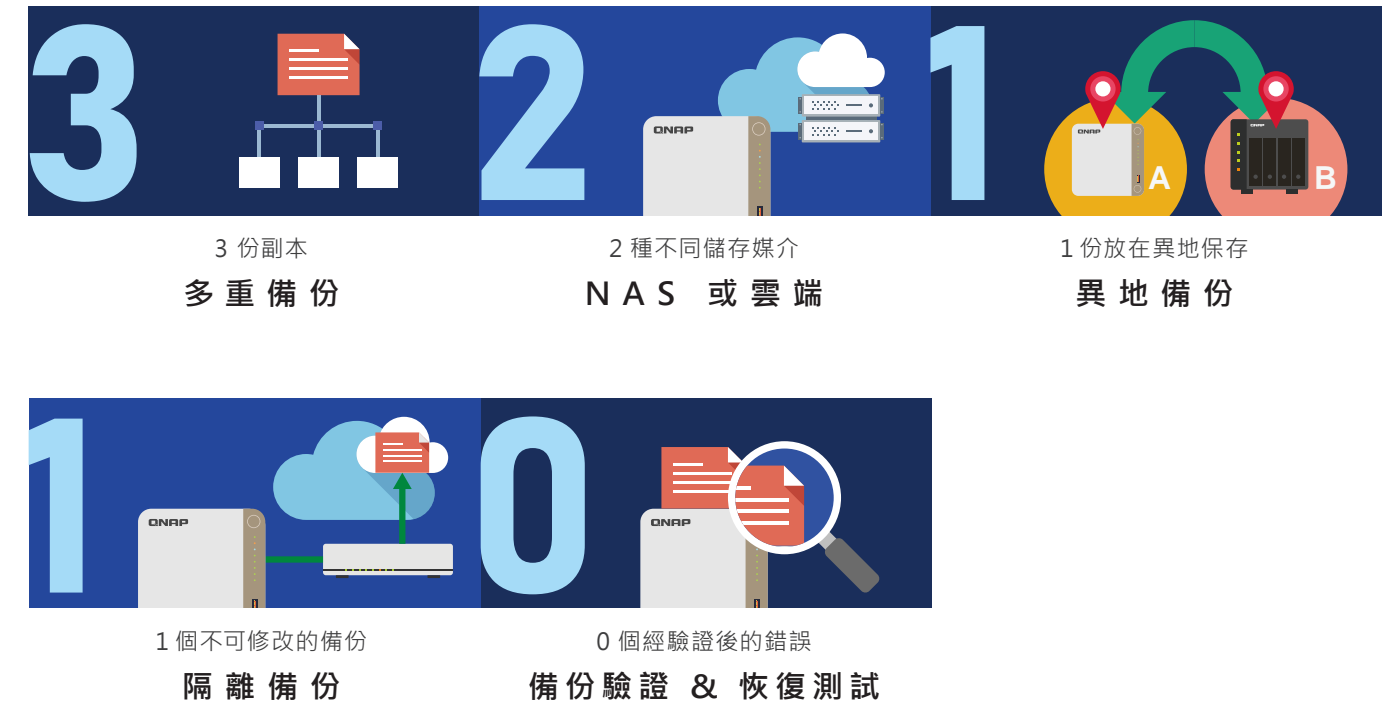 3
2
QNAP
1
QNAP
A
QNAP
B
3 份副本
多重備份
2 種不同儲存媒介
NAS 或雲端
1 份放在異地保存
異地備份
1
QNAP
0
QNAP
1 個不可修改的備份
隔離備份
0 個經驗證後的錯誤
備份驗證 & 恢復測試